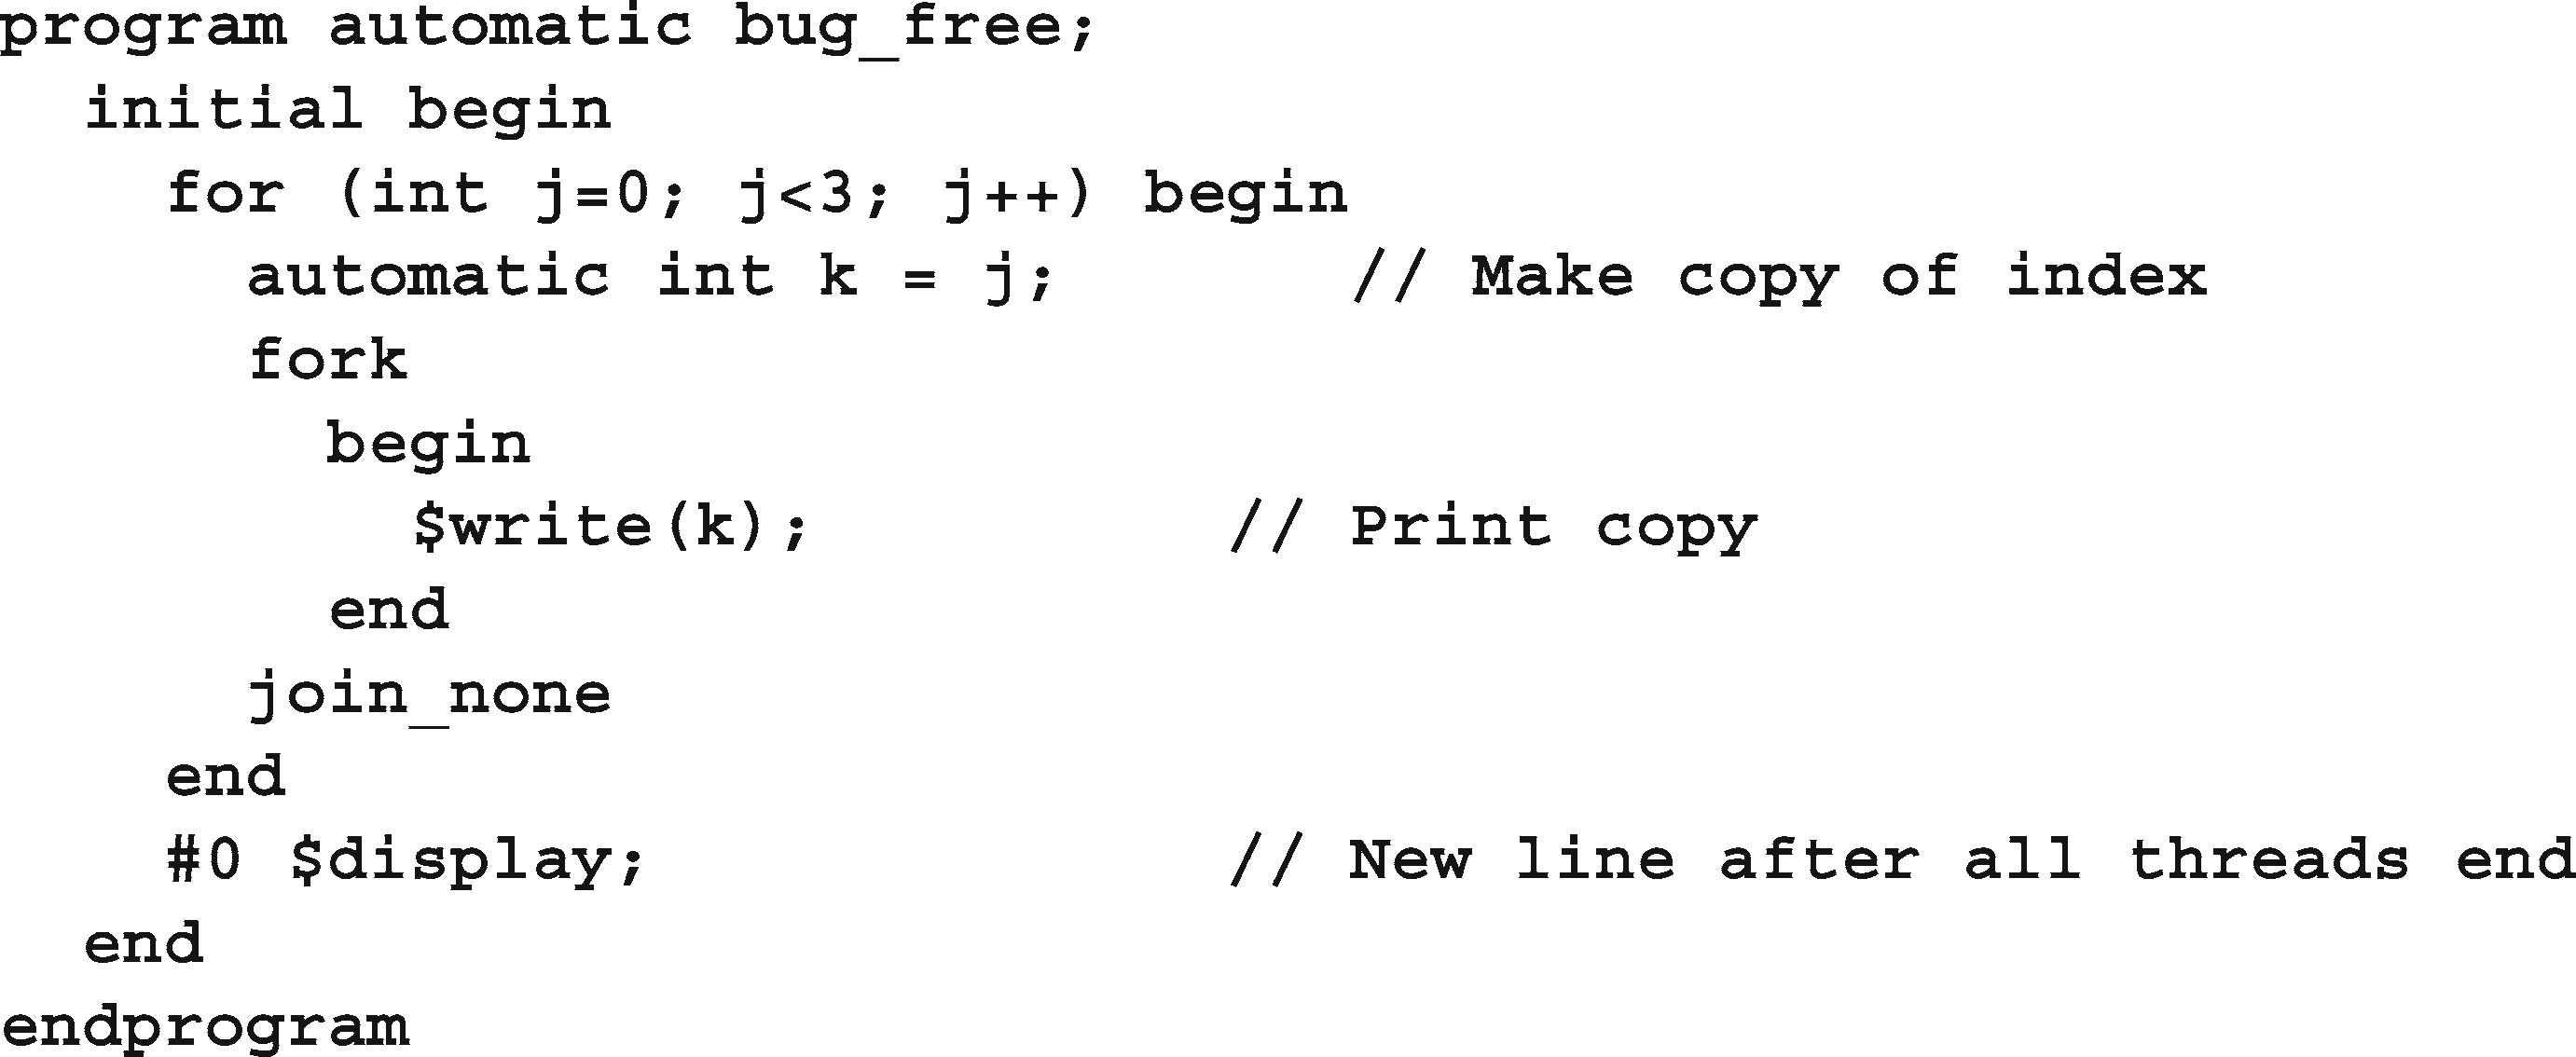 program automatic bug_free;
  initial begin
    for (int j=0; j<3; j++) begin
      automatic int k = j;       // Make copy of index
      fork
        begin
          $write(k);          // Print copy
        end
      join_none
    end
    #0 $display;              // New line after all threads end
  end
endprogram